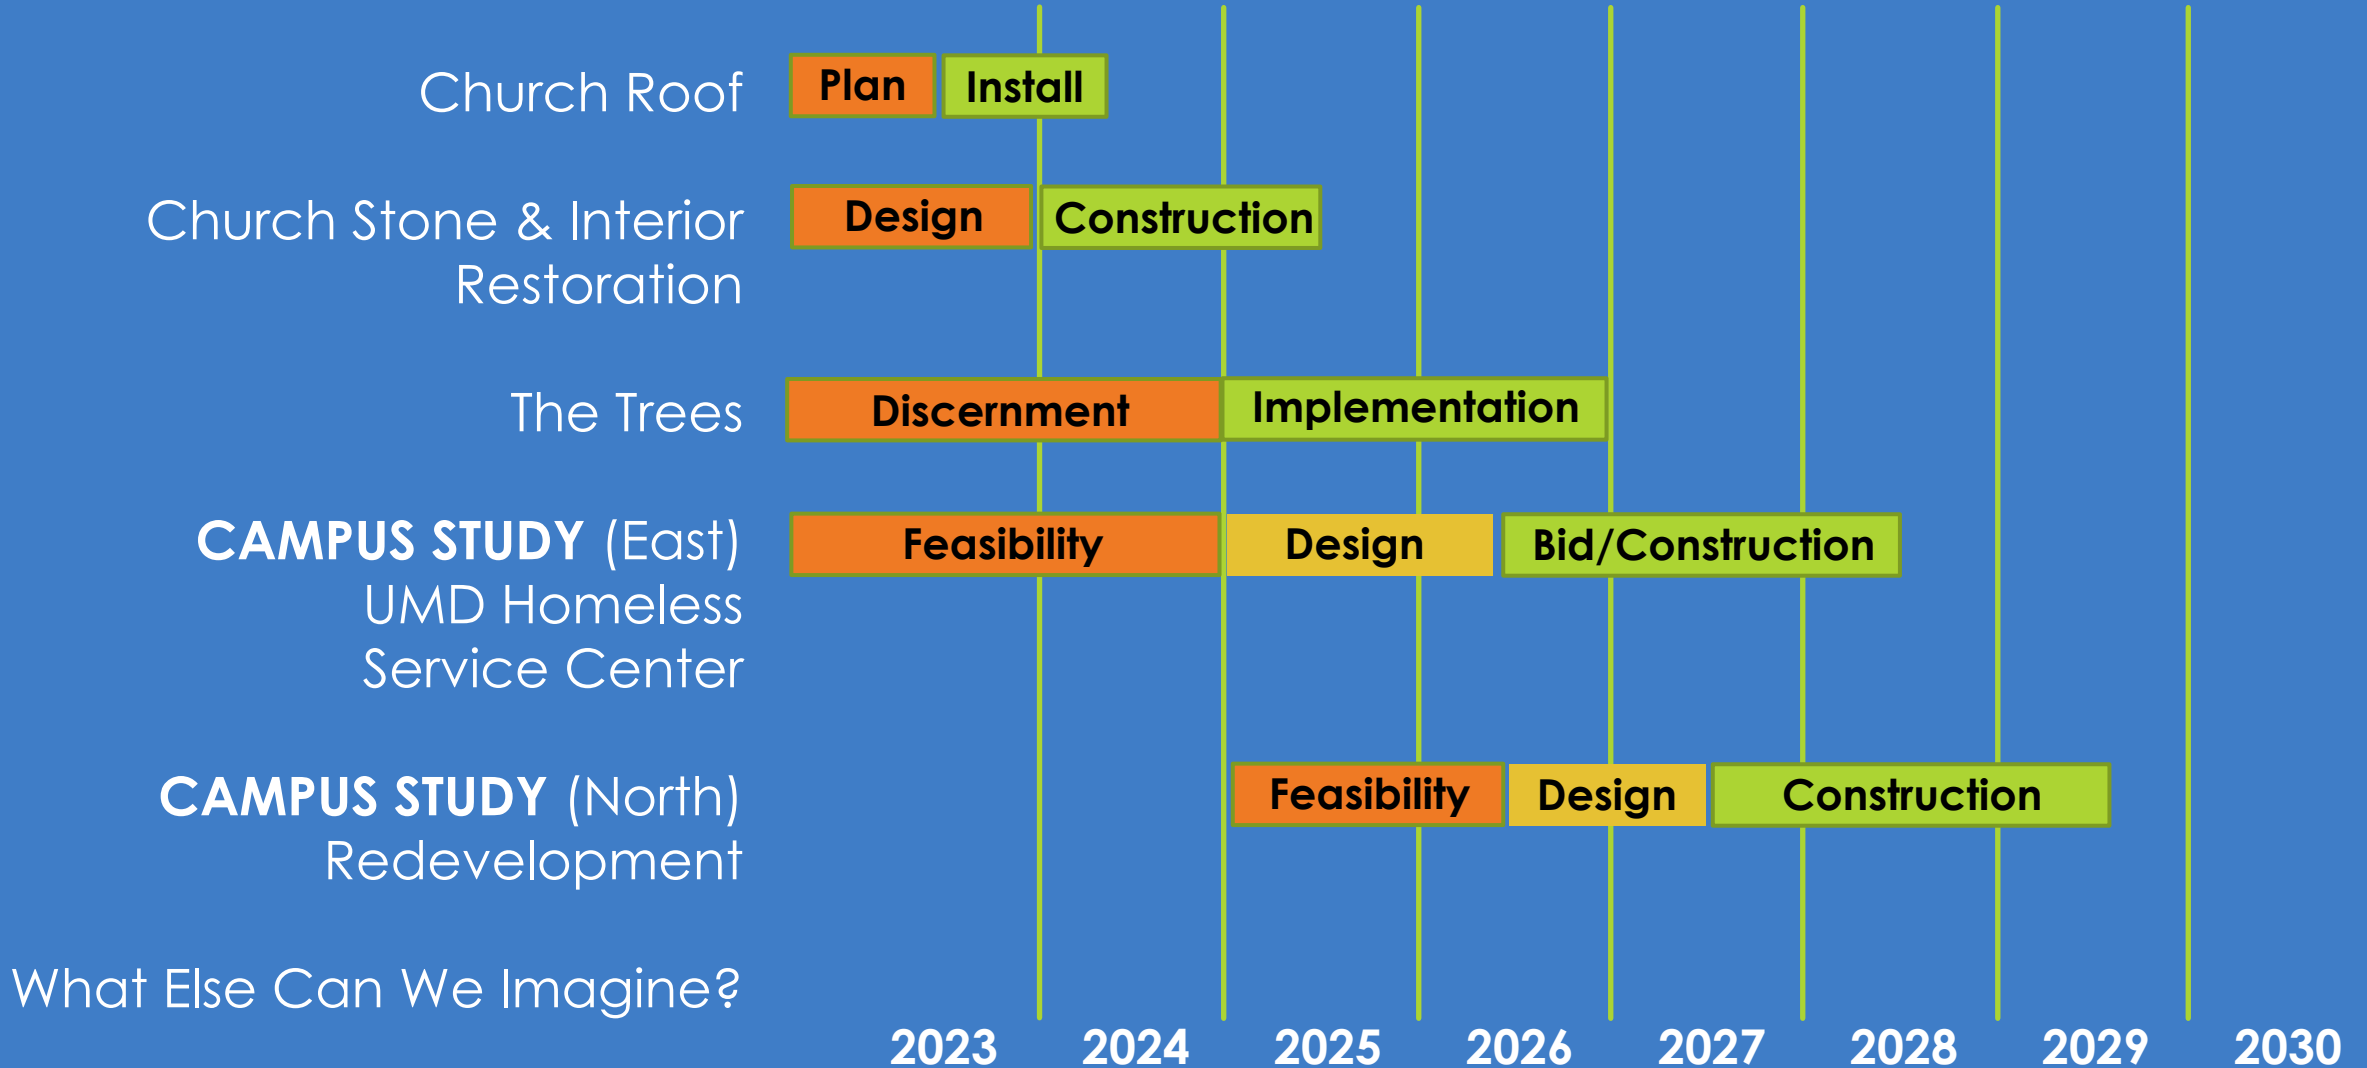 Church Roof
Plan
Install
Church Stone & Interior
Restoration
Design
Construction
The Trees
Discernment
Implementation
CAMPUS STUDY (East)
UMD Homeless
Service Center
Feasibility
Design
Bid/Construction
CAMPUS STUDY (North)
Redevelopment
Feasibility
Design
Construction
What Else Can We Imagine?
2023 2024 2025 2026 2027 2028 2029 2030